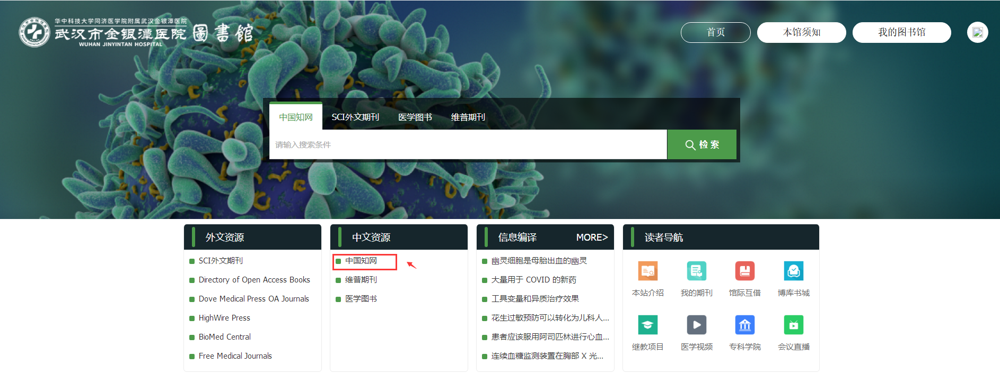 华中科技大学同济医学院附属武汉金银潭医院
武汉市金银潭医院 圖書館
WUHAN JINYINTAN HOSPITAL
首页 本馆须知 我的图书馆
中国知网 SCI外文期刊 医学图书 维普期刊
请输入搜索条件 检 索
外文资源
SCI外文期刊
Directory of Open Access Books
Dove Medical Press OA Journals
HighWire Press
BioMed Central
Free Medical Journals
中文资源
中国知网
维普期刊
医学图书
信息编译 MORE>
幽灵细胞是母胎出血的幽灵
大量用于 COVID 的新药
工具变量和异质治疗效果
花生过敏预防可以转化为儿科人...
患者应该服用阿司匹林进行心血...
连续血糖监测装置在胸部 X 光...
读者导航
本站介绍 我的期刊 馆际互借 博库书城
继教项目 医学视频 专科学院 会议直播